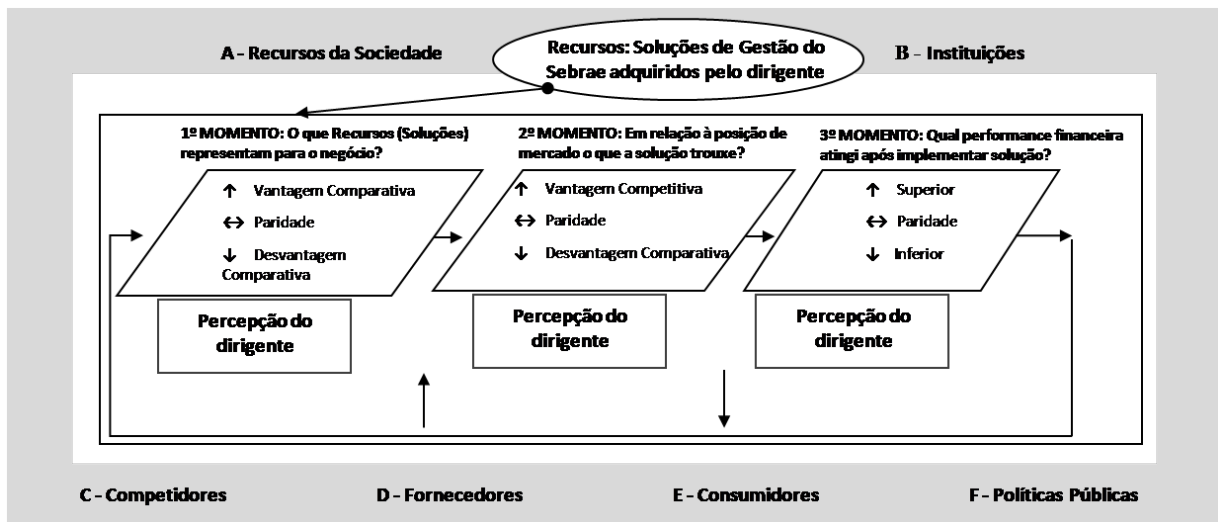 A - Recursos da Sociedade
Recursos: Soluções de Gestão do
Sebrae adquiridos pelo dirigente
B - Instituições
1º MOMENTO: O que Recursos (Soluções)
representam para o negócio?
↑ Vantagem Comparativa
↔ Paridade
↓ Desvantagem
Comparativa
Percepção do
dirigente
2º MOMENTO: Em relação à posição de
mercado o que a solução trouxe?
↑ Vantagem Competitiva
↔ Paridade
↓ Desvantagem Comparativa
Percepção do
dirigente
3º MOMENTO: Qual performance financeira
atingi após implementar solução?
↑ Superior
↔ Paridade
↓ Inferior
Percepção do
dirigente
C - Competidores
D - Fornecedores
E - Consumidores
F - Políticas Públicas